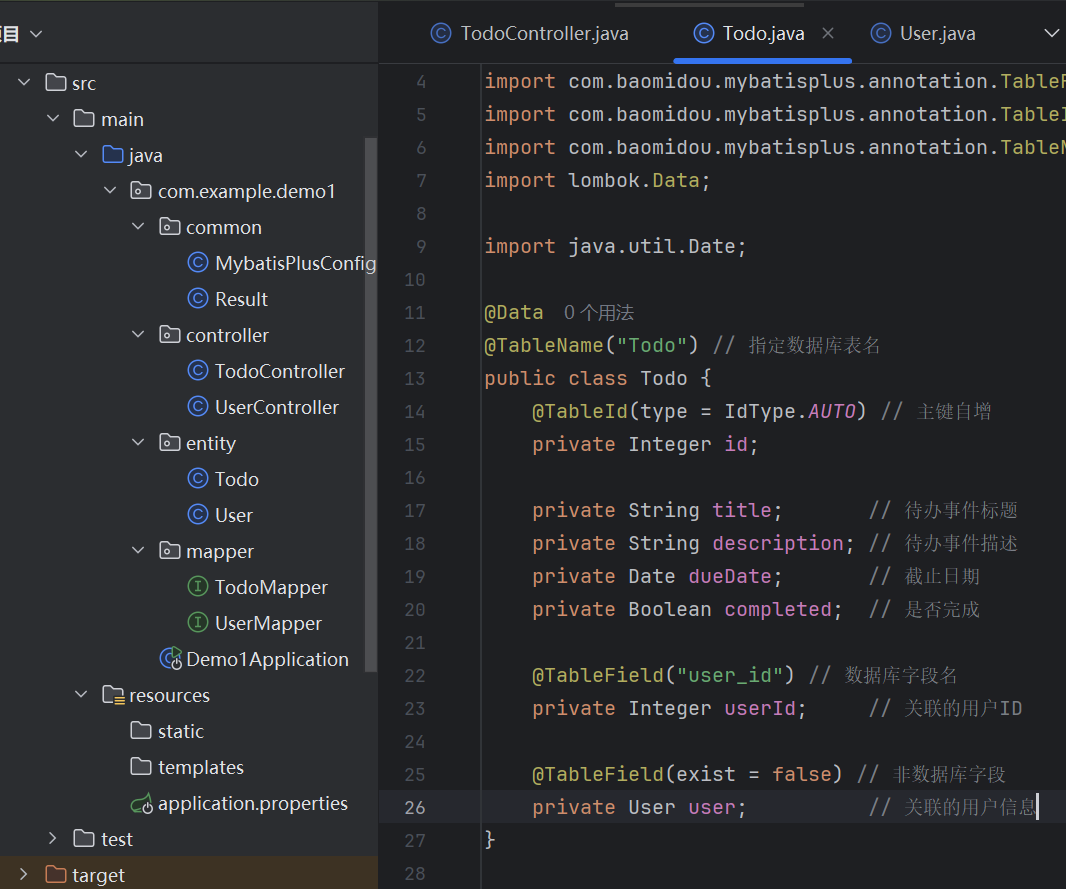 项目
src
main
java
com.example.demo1
common
MybatisPlusConfig
Result
controller
TodoController
UserController
entity
Todo
User
mapper
TodoMapper
UserMapper
Demo1Application
resources
static
templates
application.properties
test
target
TodoController.java Todo.java User.java
4 import com.baomidou.mybatisplus.annotation.TableF
5 import com.baomidou.mybatisplus.annotation.TableI
6 import com.baomidou.mybatisplus.annotation.TableN
7 import lombok.Data;
8
9 import java.util.Date;
10
11 @Data 0 个用法
12 @TableName("Todo") // 指定数据库表名
13 public class Todo {
14 @TableId(type = IdType.AUTO) // 主键自增
15 private Integer id;
16
17 private String title; // 待办事件标题
18 private String description; // 待办事件描述
19 private Date dueDate; // 截止日期
20 private Boolean completed; // 是否完成
21
22 @TableField("user_id") // 数据库字段名
23 private Integer userId; // 关联的用户ID
24
25 @TableField(exist = false) // 非数据库字段
26 private User user; // 关联的用户信息
27 }
28